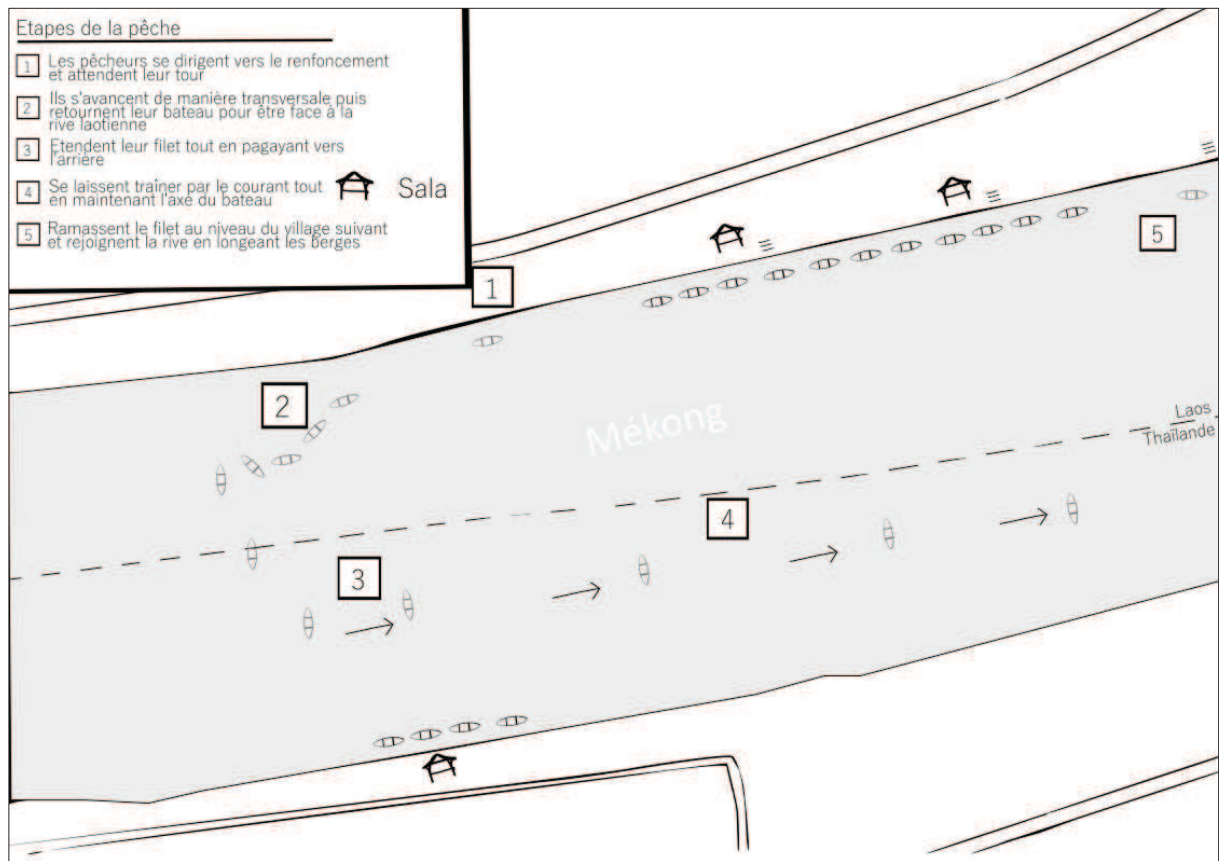 Etapes de la pêche
1 Les pêcheurs se dirigent vers le renfoncement
et attendent leur tour
2 Ils s'avancent de manière transversale puis
retournent leur bateau pour être face à la
rive laotienne
3 Etendent leur filet tout en pagayant vers
l'arrière
4 Se laissent traîner par le courant tout
en maintenant l'axe du bateau
Sala
5 Ramassent le filet au niveau du village suivant
et rejoignent la rive en longeant les berges
5
1
2
Mékong
Laos
Thaïlande
4
3